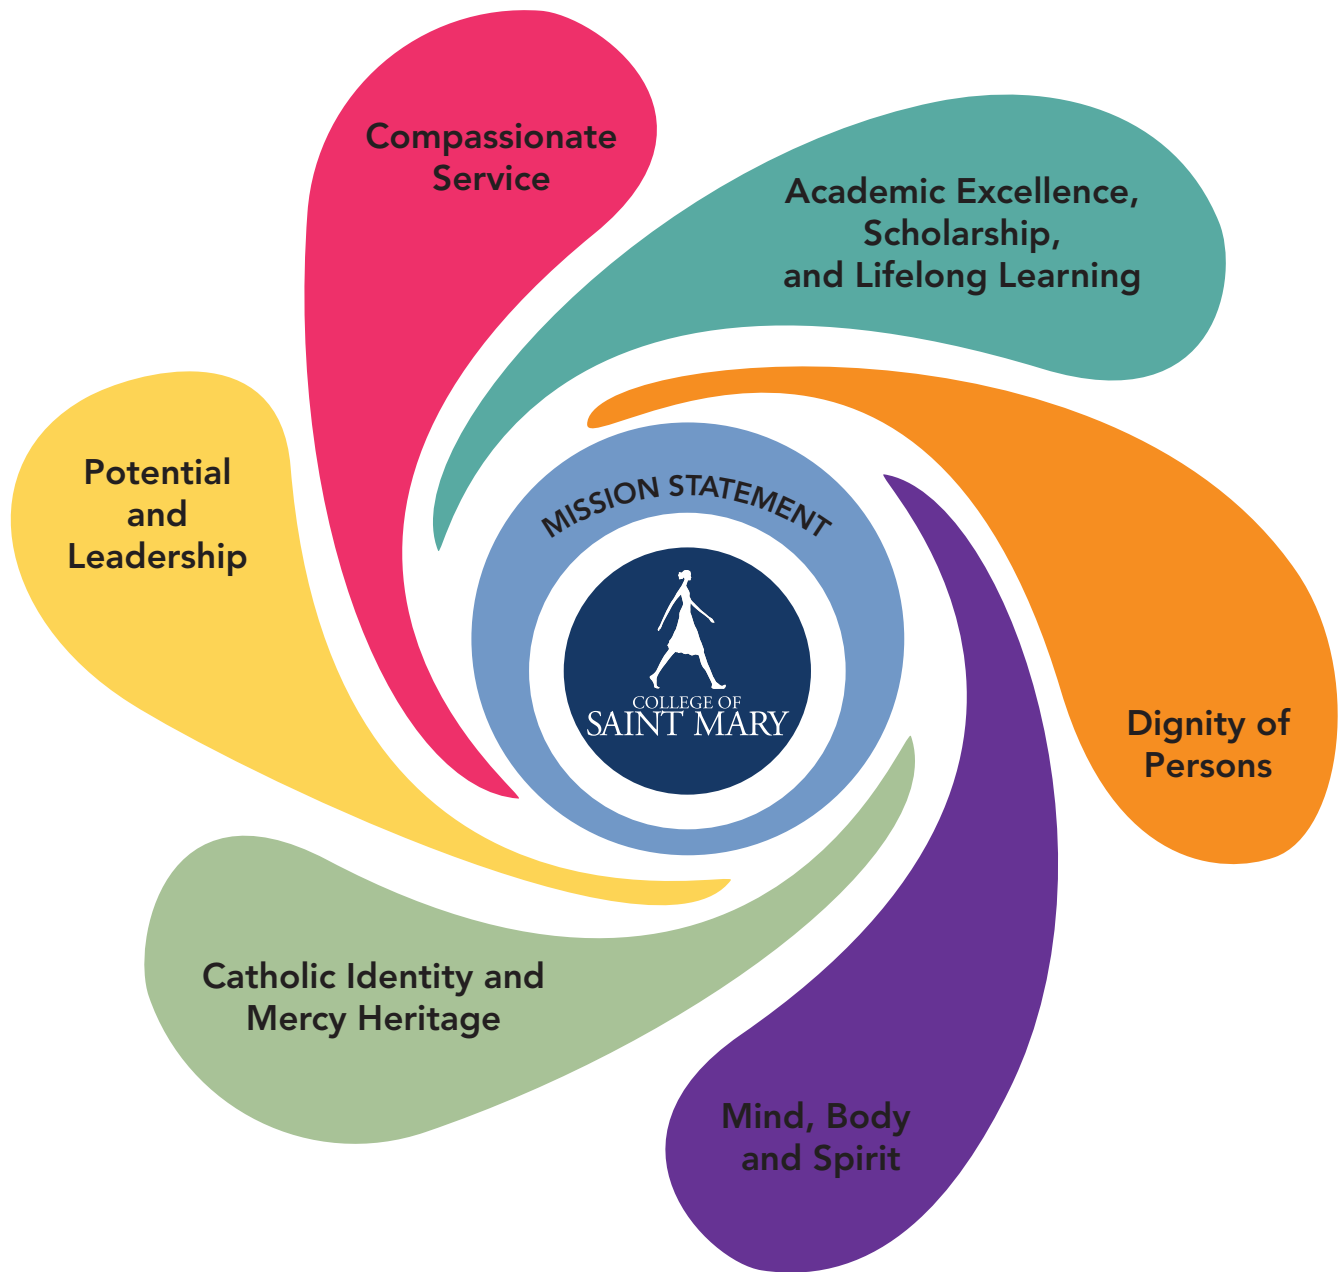 Compassionate
Service
Academic Excellence,
Scholarship,
and Lifelong Learning
Potential
and
Leadership
MISSION STATEMENT
COLLEGE OF
SAINT MARY
Dignity of
Persons
Catholic Identity and
Mercy Heritage
Mind, Body
and Spirit